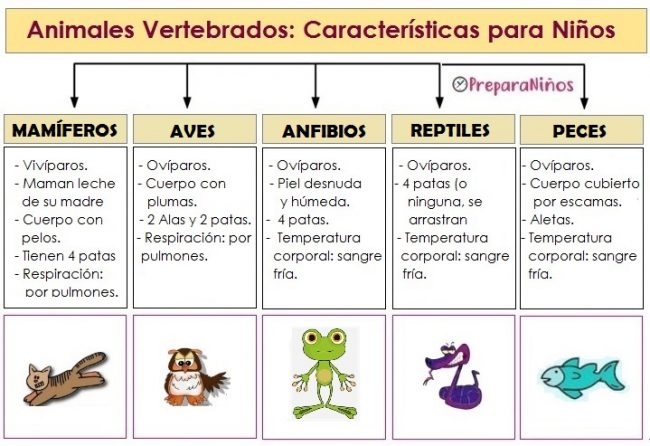 Animales Vertebrados: Características para Niños
PreparaNiños
MAMÍFEROS
- Vivíparos.
- Maman leche
de su madre
- Cuerpo con
pelos.
- Tienen 4 patas
- Respiración:
por pulmones.
AVES
- Ovíparos.
- Cuerpo con
plumas.
- 2 Alas y 2 patas.
- Respiración: por
pulmones.
ANFIBIOS
- Ovíparos.
- Piel desnuda
y húmeda.
- 4 patas.
- Temperatura
corporal: sangre
fría.
REPTILES
- Ovíparos.
- 4 patas (o
ninguna, se
arrastran
- Temperatura
corporal: sangre
fría.
PECES
- Ovíparos.
- Cuerpo cubierto
por escamas.
- Aletas.
- Temperatura
corporal: sangre
fría.